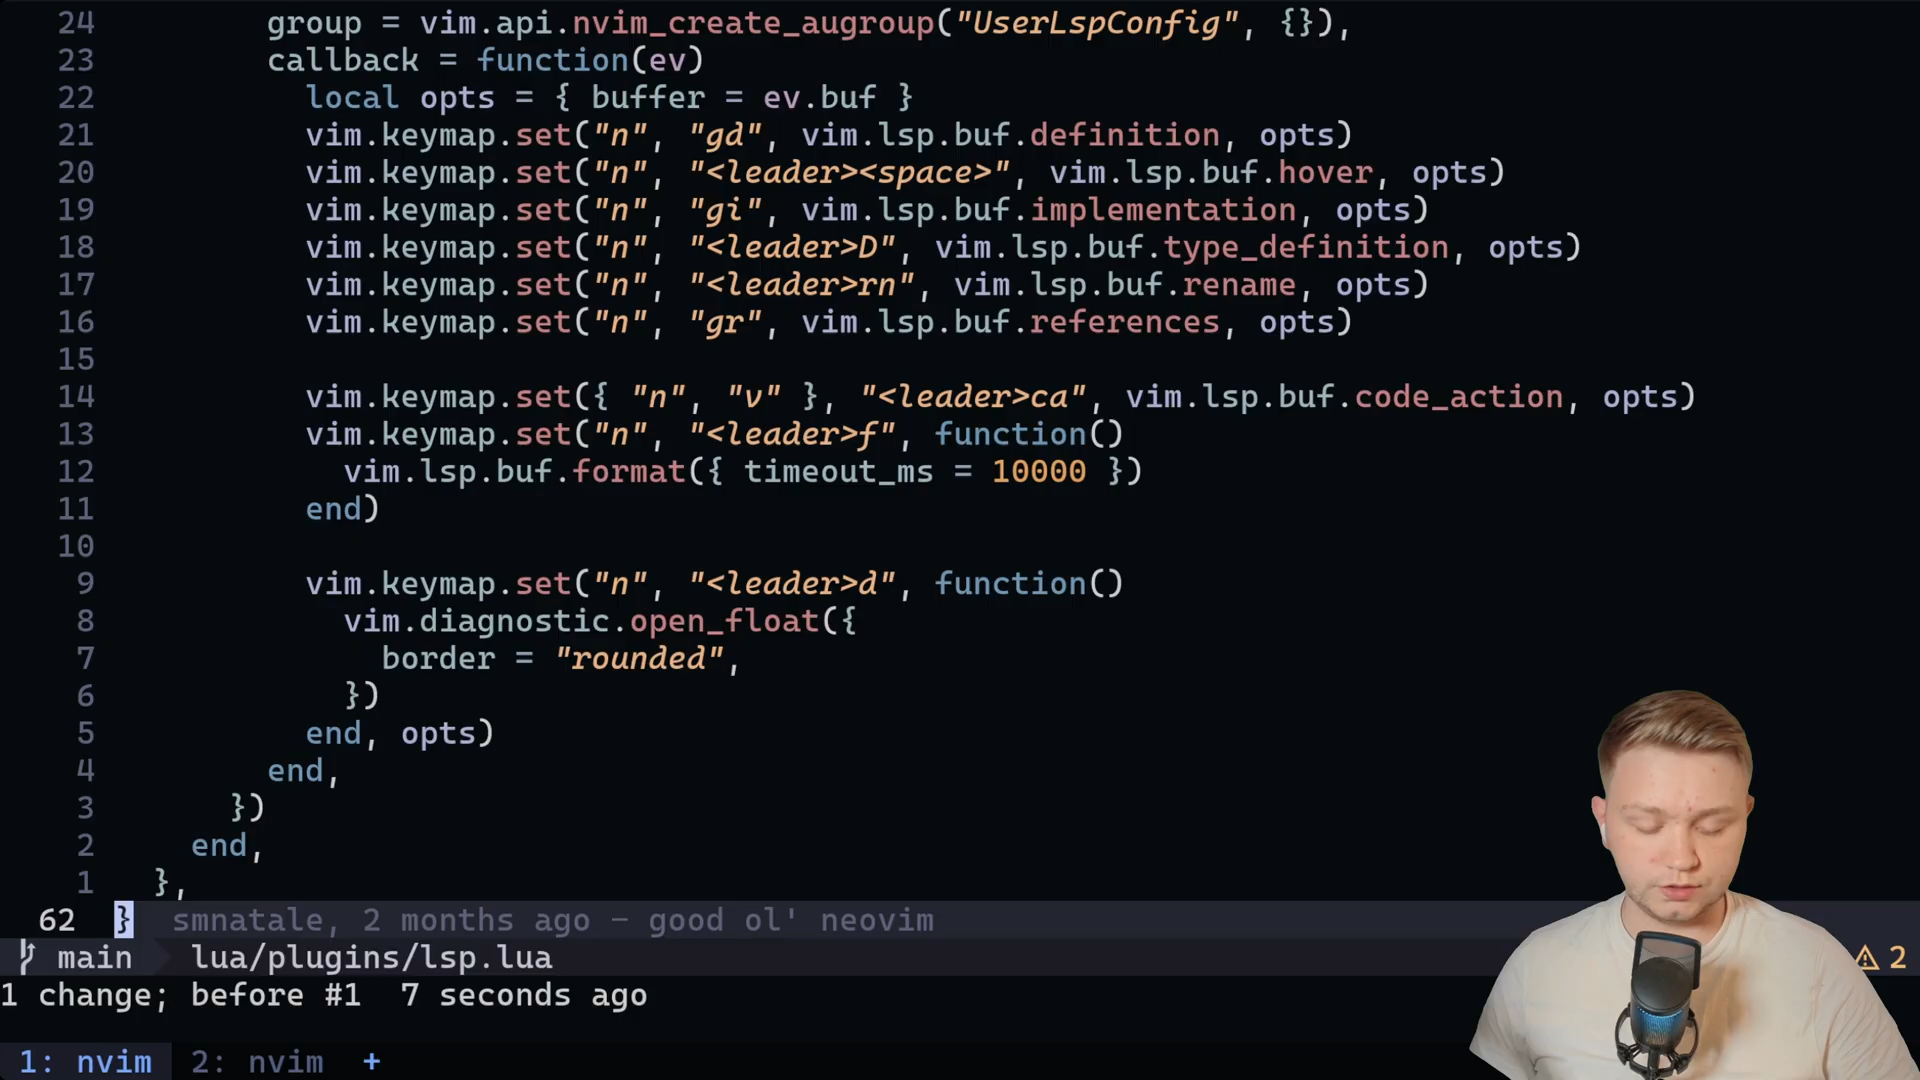 24 group = vim.api.nvim_create_augroup("UserLspConfig", {}),
23 callback = function(ev)
22 local opts = { buffer = ev.buf }
21 vim.keymap.set("n", "gd", vim.lsp.buf.definition, opts)
20 vim.keymap.set("n", "<leader><space>", vim.lsp.buf.hover, opts)
19 vim.keymap.set("n", "gi", vim.lsp.buf.implementation, opts)
18 vim.keymap.set("n", "<leader>D", vim.lsp.buf.type_definition, opts)
17 vim.keymap.set("n", "<leader>rn", vim.lsp.buf.rename, opts)
16 vim.keymap.set("n", "gr", vim.lsp.buf.references, opts)
15
14 vim.keymap.set({ "n", "v" }, "<leader>ca", vim.lsp.buf.code_action, opts)
13 vim.keymap.set("n", "<leader>f", function()
12 vim.lsp.buf.format({ timeout_ms = 10000 })
11 end)
10
9 vim.keymap.set("n", "<leader>d", function()
8 vim.diagnostic.open_float({
7 border = "rounded",
6 })
5 end, opts)
4 end,
3 })
2 end,
1 },
62 } smnatale, 2 months ago – good ol' neovim
main lua/plugins/lsp.lua ⚠ 2
1 change; before #1 7 seconds ago
1: nvim 2: nvim +